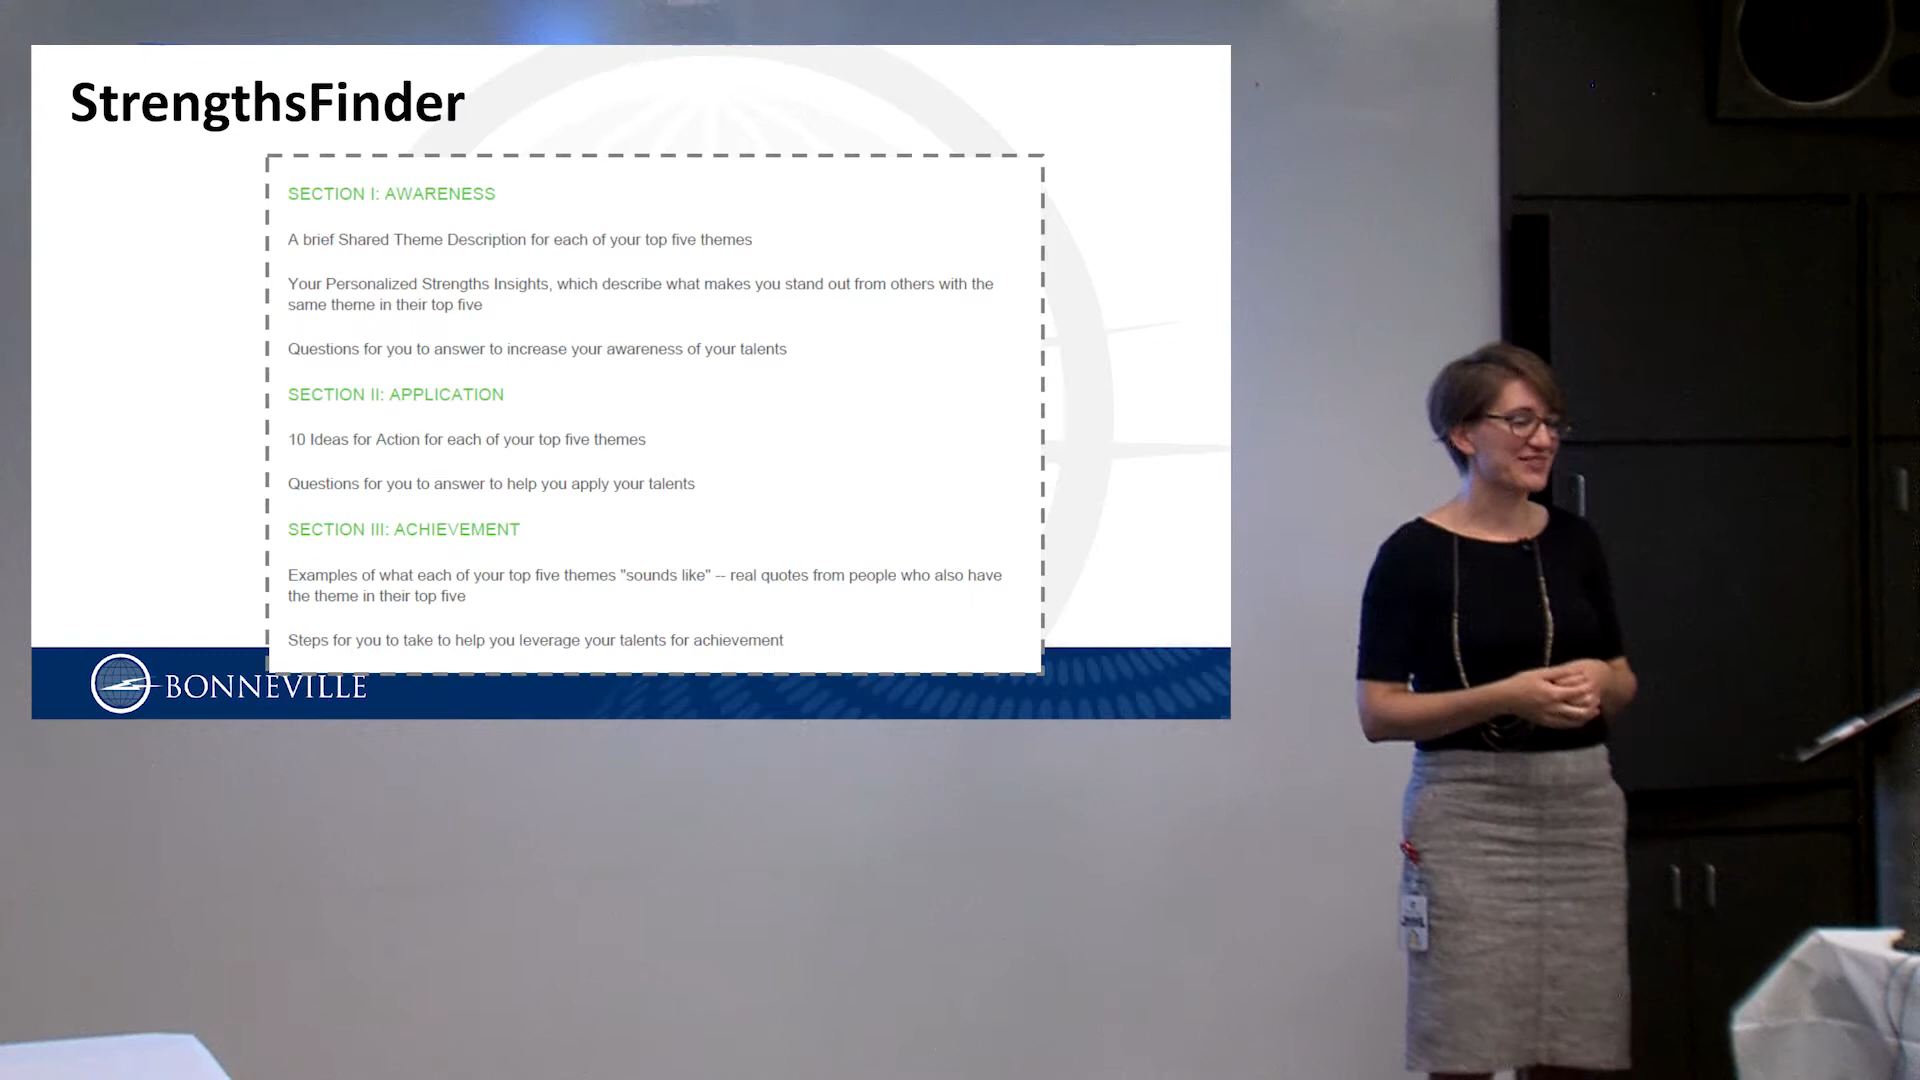 StrengthsFinder
SECTION I: AWARENESS
A brief Shared Theme Description for each of your top five themes
Your Personalized Strengths Insights, which describe what makes you stand out from others with the
same theme in their top five
Questions for you to answer to increase your awareness of your talents
SECTION II: APPLICATION
10 Ideas for Action for each of your top five themes
Questions for you to answer to help you apply your talents
SECTION III: ACHIEVEMENT
Examples of what each of your top five themes "sounds like" -- real quotes from people who also have
the theme in their top five
Steps for you to take to help you leverage your talents for achievement
BONNEVILLE